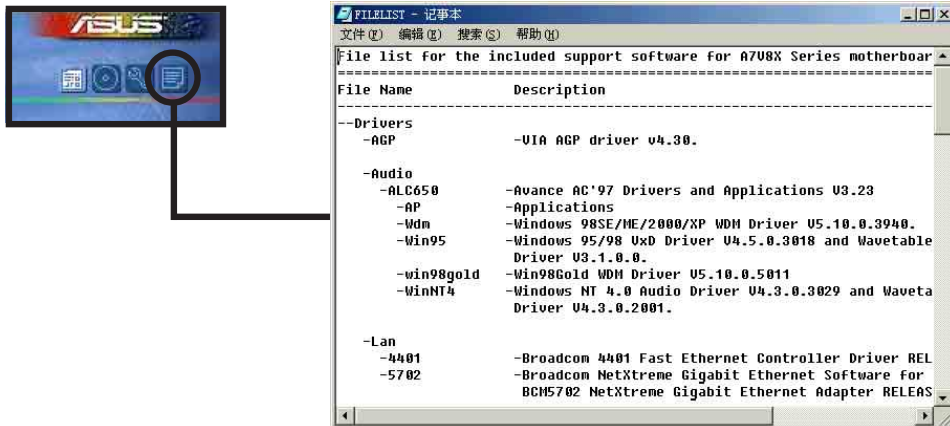 ASUS
FILELIST - 记事本
文件(F) 编辑(E) 搜索(S) 帮助(H)
File list for the included support software for A7V8X Series motherboar
File Name Description
--Drivers
-AGP -VIA AGP driver v4.30.
-Audio
-ALC650 -Avance AC'97 Drivers and Applications V3.23
-AP -Applications
-Wdm -Windows 98SE/ME/2000/XP WDM Driver V5.10.0.3940.
-Win95 -Windows 95/98 VxD Driver V4.5.0.3018 and Wavetable
Driver V3.1.0.0.
-win98gold -Win98Gold WDM Driver V5.10.0.5011
-WinNT4 -Windows NT 4.0 Audio Driver V4.3.0.3029 and Waveta
Driver V4.3.0.2001.
-Lan
-4401 -Broadcom 4401 Fast Ethernet Controller Driver REL
-5702 -Broadcom NetXtreme Gigabit Ethernet Software for
BCM5702 NetXtreme Gigabit Ethernet Adapter RELEAS